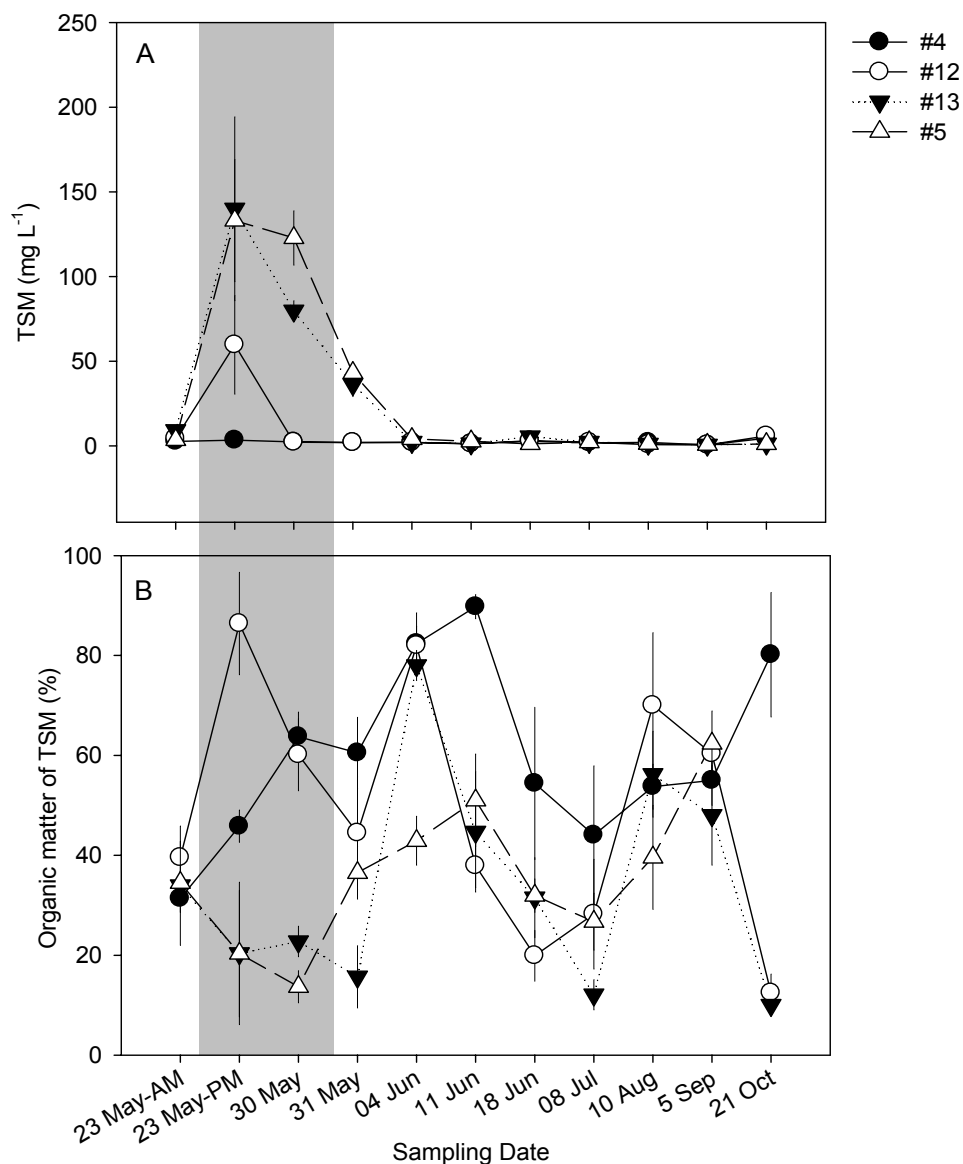 A
250
200
150
100
50
0
TSM (mg L-1)
#4
#12
#13
#5
B
100
80
60
40
20
0
Organic matter of TSM (%)
23 May-AM
23 May-PM
30 May
31 May
04 Jun
11 Jun
18 Jun
08 Jul
10 Aug
5 Sep
21 Oct
Sampling Date